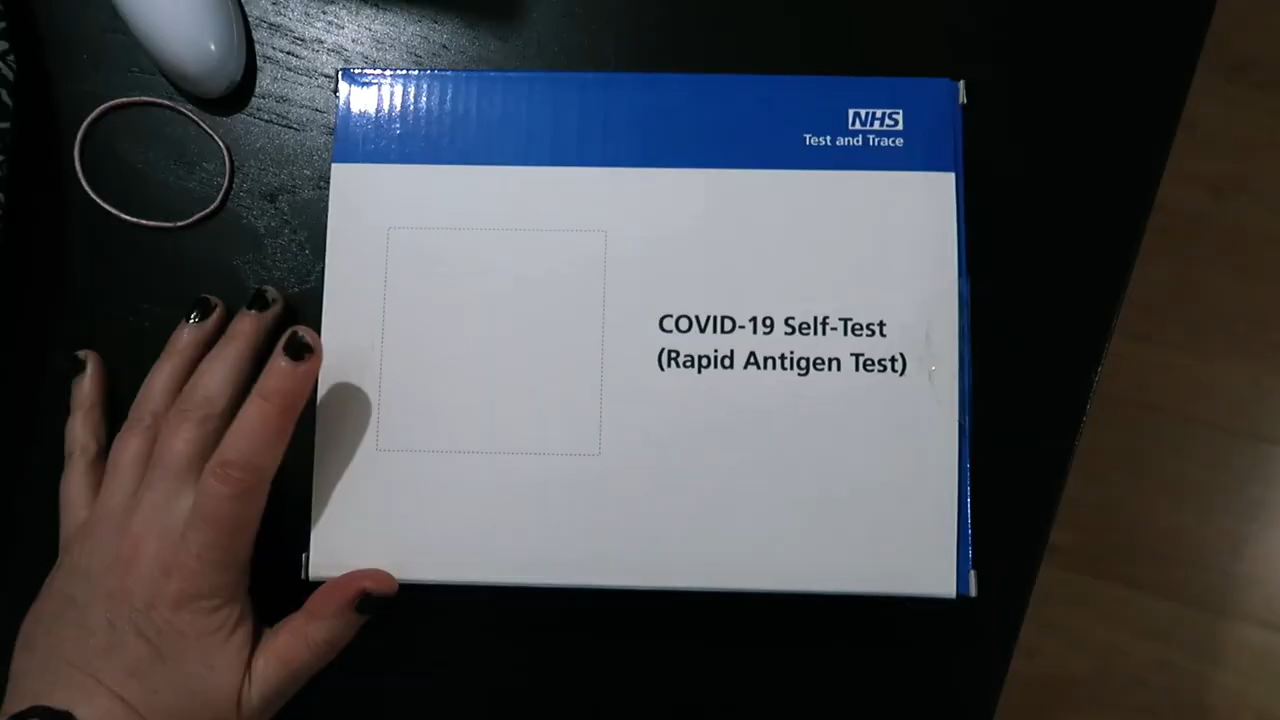 NHS
Test and Trace
COVID-19 Self-Test
(Rapid Antigen Test)